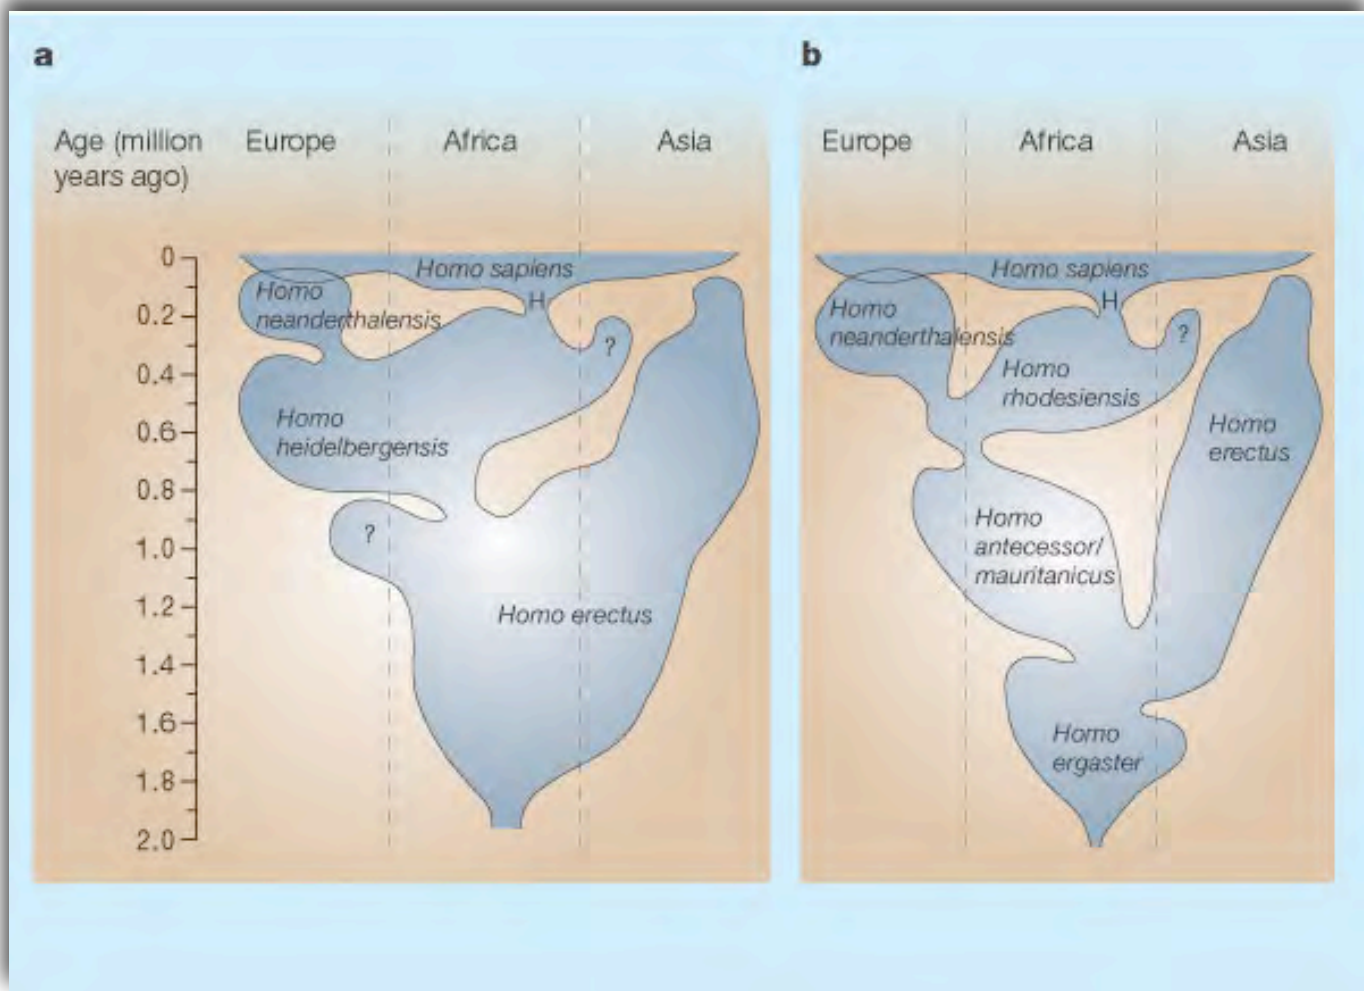 a
Age (million
years ago)
Europe
Africa
Asia
0
0.2
0.4
0.6
0.8
1.0
1.2
1.4
1.6
1.8
2.0
Homo sapiens
H
Homo
neanderthalensis
?
Homo
heidelbergensis
?
Homo erectus
b
Europe
Africa
Asia
Homo sapiens
H
Homo
neanderthalensis
?
Homo
rhodesiensis
Homo
erectus
Homo
antecessor/
mauritanicus
Homo
ergaster